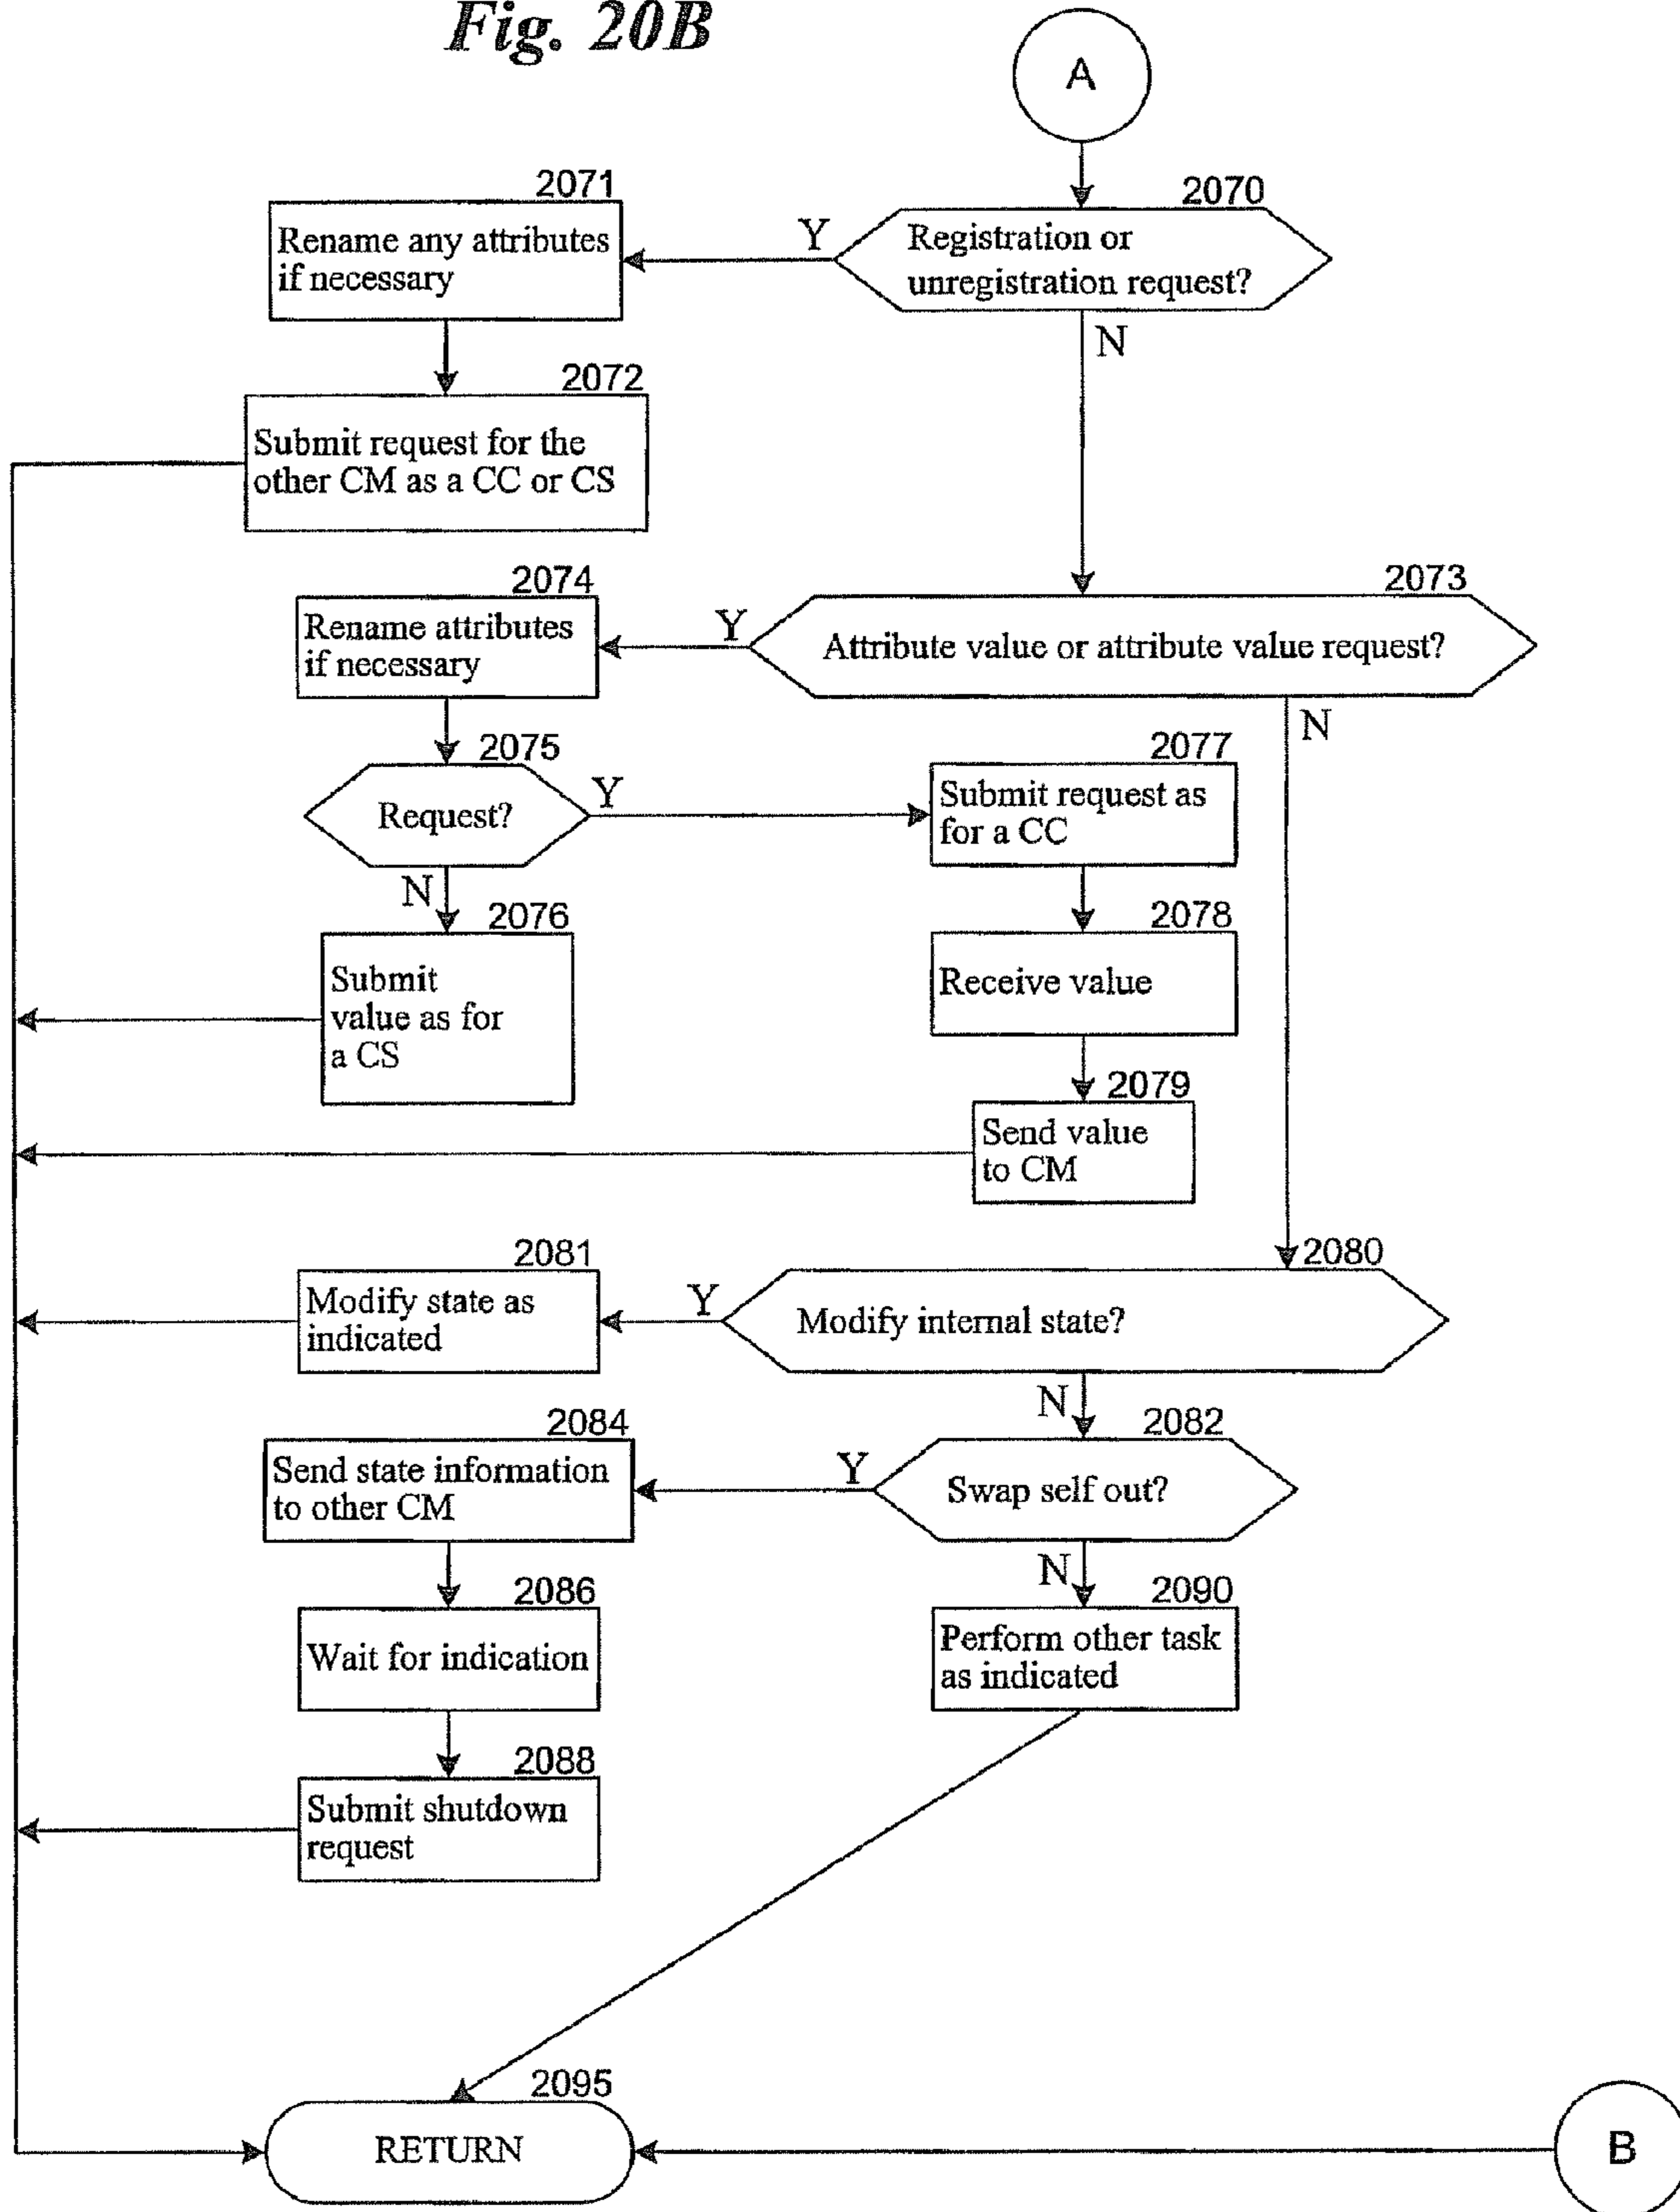 Fig. 20B
A
2070
Registration or
unregistration request?
Y
N
2071
Rename any attributes
if necessary
2072
Submit request for the
other CM as a CC or CS
2073
Attribute value or attribute value request?
Y
N
2074
Rename attributes
if necessary
2075
Request?
Y
N
2076
Submit
value as for
a CS
2077
Submit request as
for a CC
2078
Receive value
2079
Send value
to CM
2080
Modify internal state?
Y
N
2081
Modify state as
indicated
2082
Swap self out?
Y
N
2084
Send state information
to other CM
2086
Wait for indication
2088
Submit shutdown
request
2090
Perform other task
as indicated
2095
RETURN
B